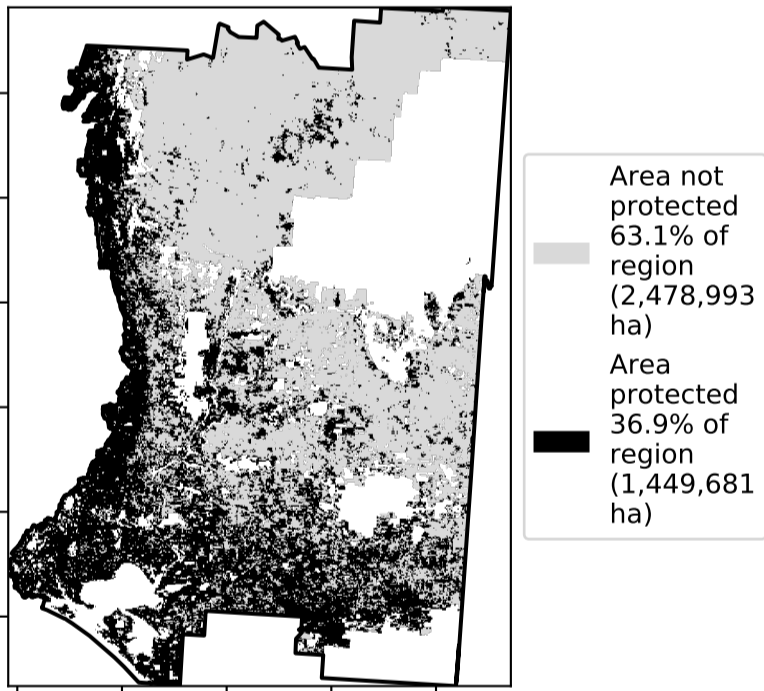 Area not
protected
63.1% of
region
(2,478,993
ha)
Area
protected
36.9% of
region
(1,449,681
ha)